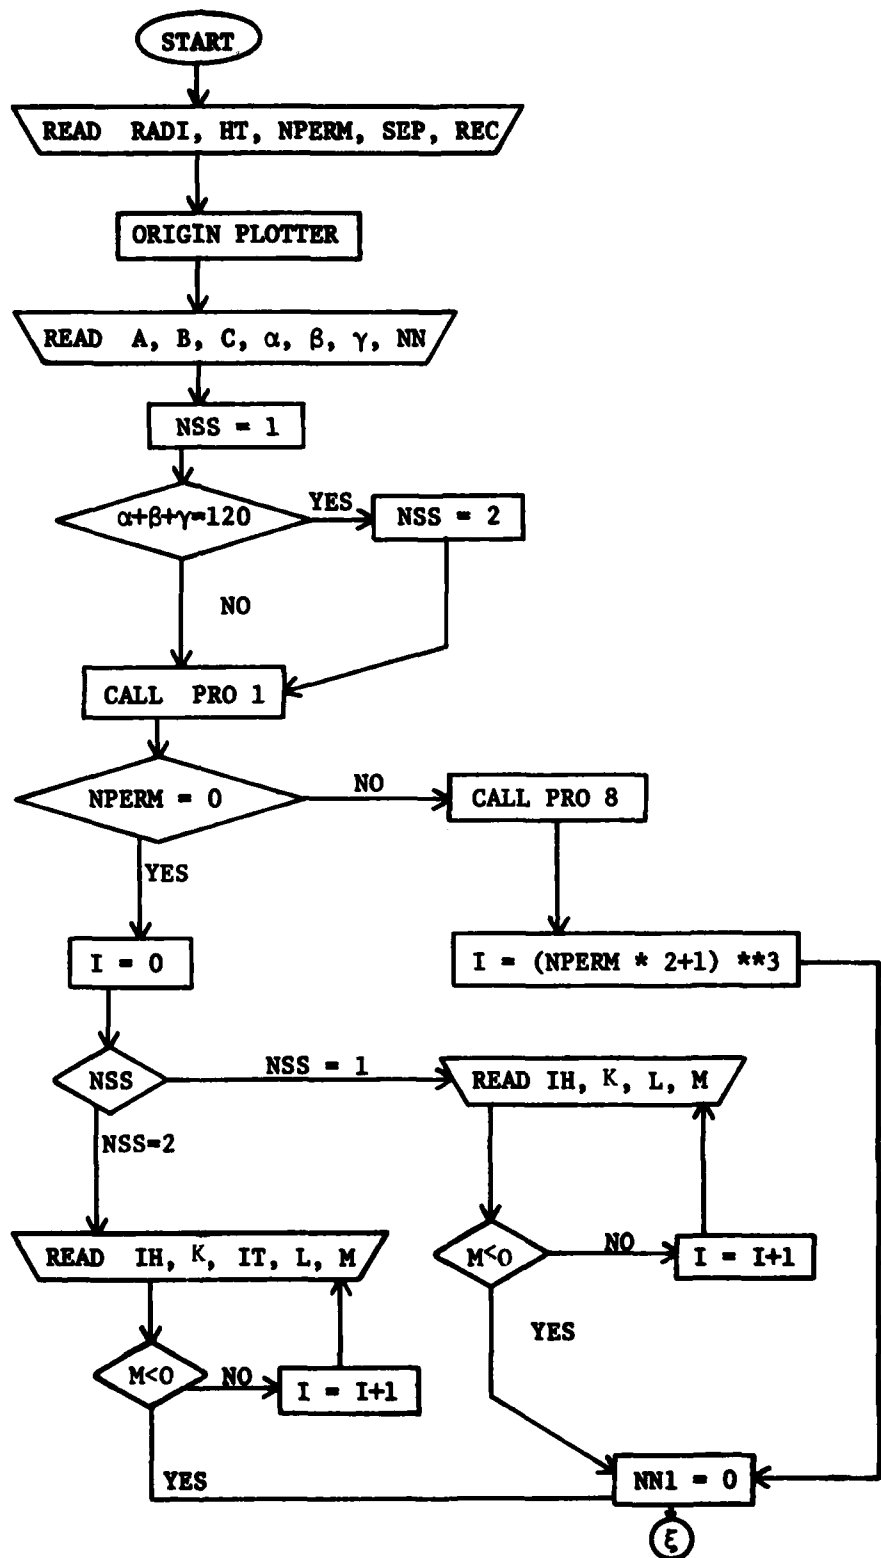 START
READ RADI, HT, NPERM, SEP, REC
ORIGIN PLOTTER
READ A, B, C, α, β, γ, NN
NSS = 1
α+β+γ=120
YES
NSS = 2
NO
CALL PRO 1
NPERM = 0
NO
CALL PRO 8
YES
I = 0
I = (NPERM * 2+1) **3
NSS
NSS = 1
READ IH, K, L, M
NSS=2
READ IH, K, IT, L, M
M<O
NO
I = I+1
YES
M<O
NO
I = I+1
YES
NN1 = 0
ξ